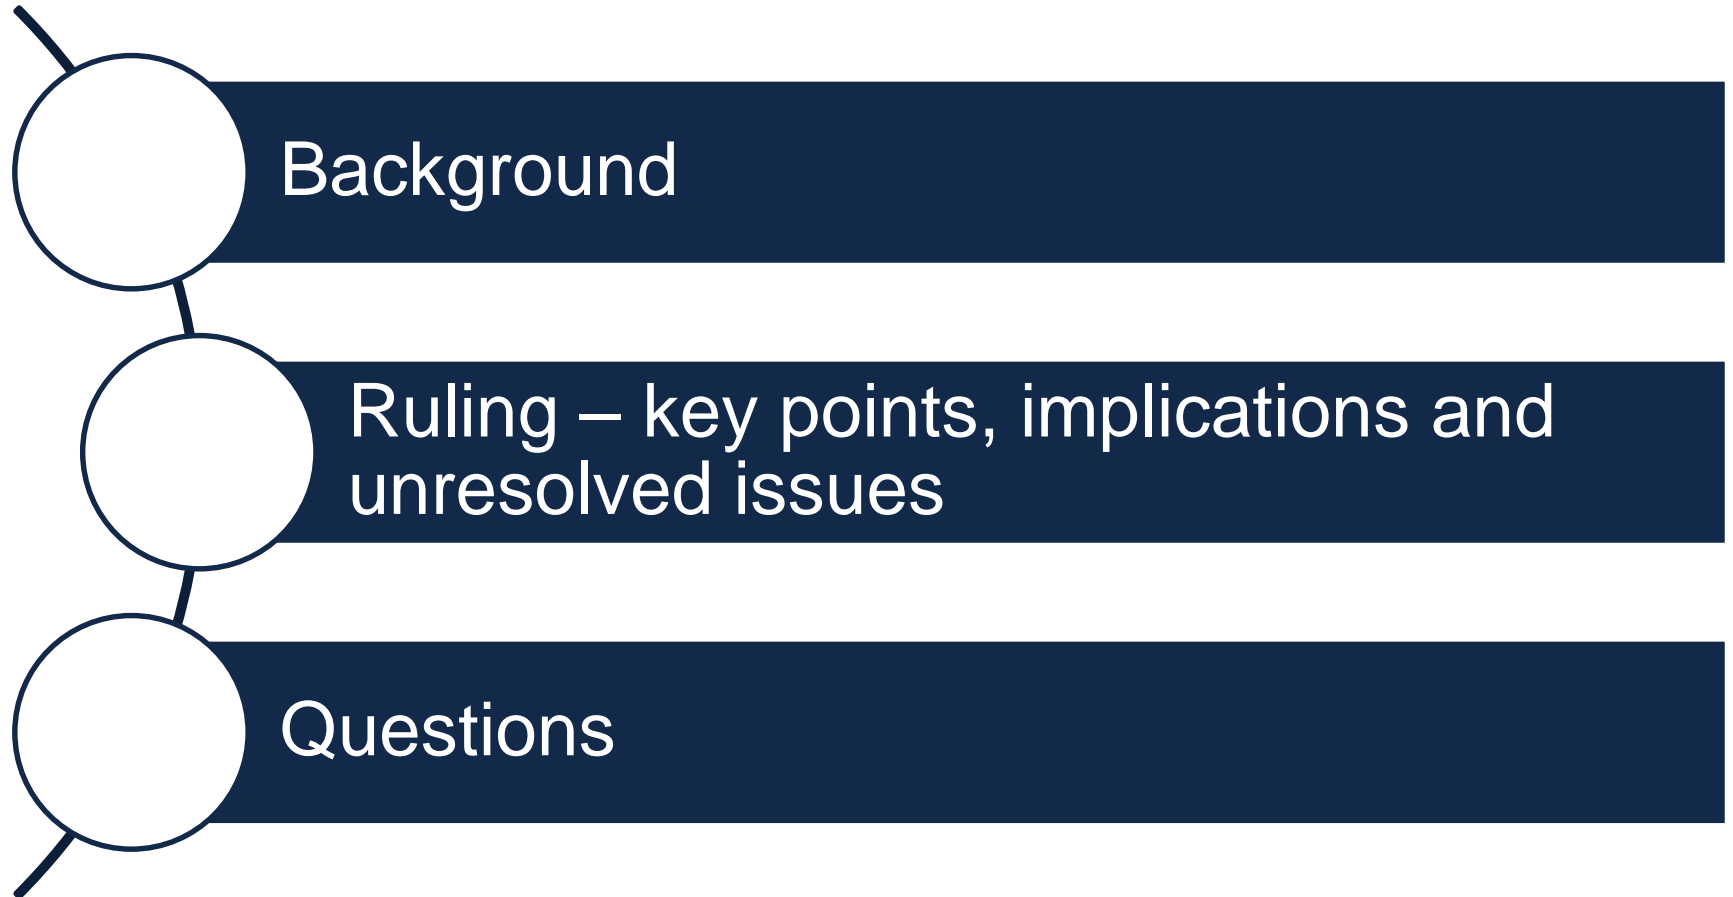 Background
Ruling – key points, implications and
unresolved issues
Questions